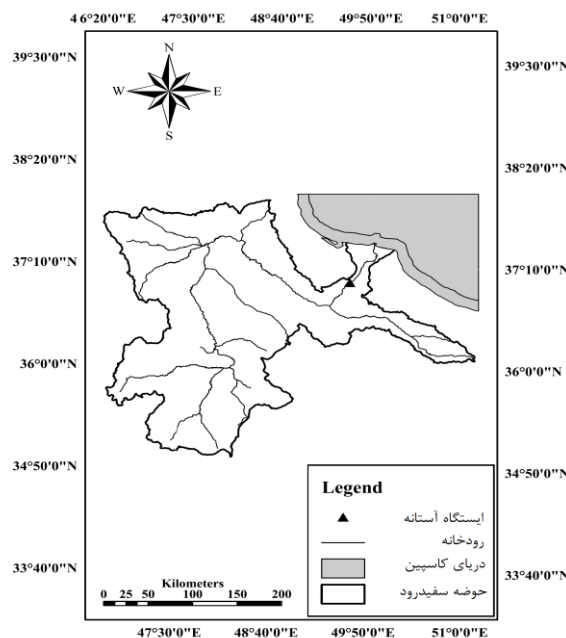 46°20'0"E 47°30'0"E 48°40'0"E 49°50'0"E 51°0'0"E
39°30'0"N 39°30'0"N
N
W E
S
38°20'0"N 38°20'0"N
37°10'0"N 37°10'0"N
36°0'0"N 36°0'0"N
34°50'0"N 34°50'0"N
Legend
ایستگاه آستانه
رودخانه
دریای کاسپین
حوضه سفیدرود
33°40'0"N 33°40'0"N
Kilometers
0 25 50 100 150 200
47°30'0"E 48°40'0"E 49°50'0"E 51°0'0"E